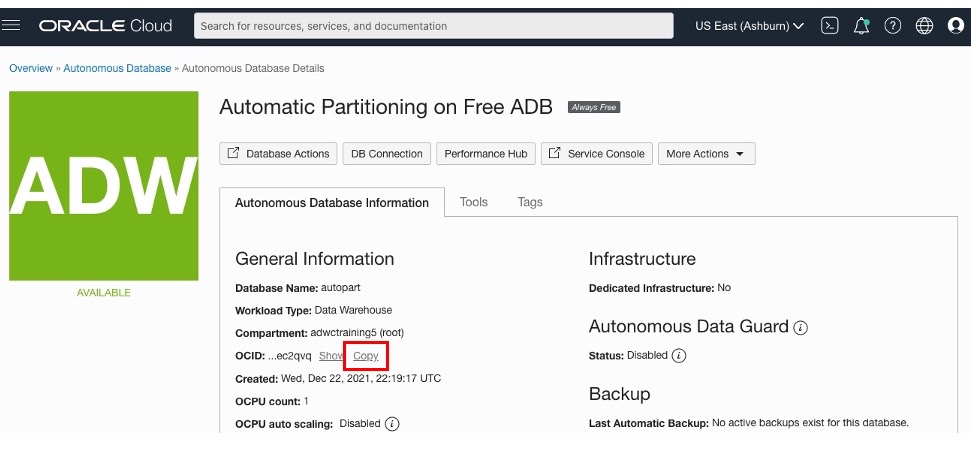 ORACLE Cloud
Search for resources, services, and documentation
US East (Ashburn)
Overview » Autonomous Database » Autonomous Database Details
ADW
AVAILABLE
Automatic Partitioning on Free ADB Always Free
Database Actions DB Connection Performance Hub Service Console More Actions
Autonomous Database Information Tools Tags
General Information
Database Name: autopart
Workload Type: Data Warehouse
Compartment: adwctraining5 (root)
OCID: ...ec2qvq Show Copy
Created: Wed, Dec 22, 2021, 22:19:17 UTC
OCPU count: 1
OCPU auto scaling: Disabled
Infrastructure
Dedicated Infrastructure: No
Autonomous Data Guard
Status: Disabled
Backup
Last Automatic Backup: No active backups exist for this database.